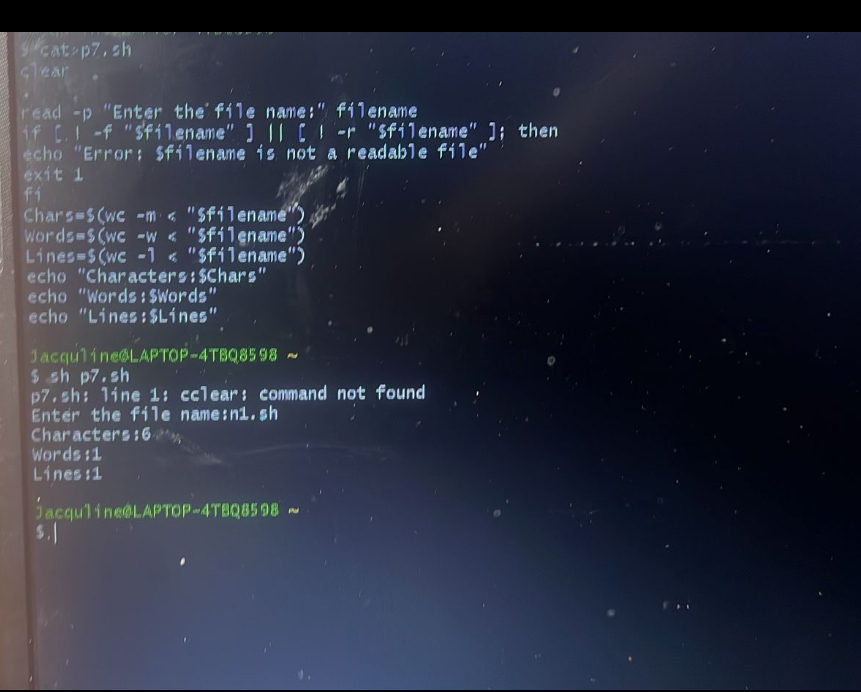 $ cat>p7.sh
clear
read -p "Enter the file name:" filename
if [ ! -f "$filename" ] || [ ! -r "$filename" ]; then
echo "Error: $filename is not a readable file"
exit 1
fi
Chars=$(wc -m < "$filename")
Words=$(wc -w < "$filename")
Lines=$(wc -l < "$filename")
echo "Characters:$Chars"
echo "Words:$Words"
echo "Lines:$Lines"
Jacquline@LAPTOP-4TBQ8598 ~
$ sh p7.sh
p7.sh: line 1: cclear: command not found
Enter the file name:n1.sh
Characters:6
Words:1
Lines:1
Jacquline@LAPTOP-4TBQ8598 ~
$